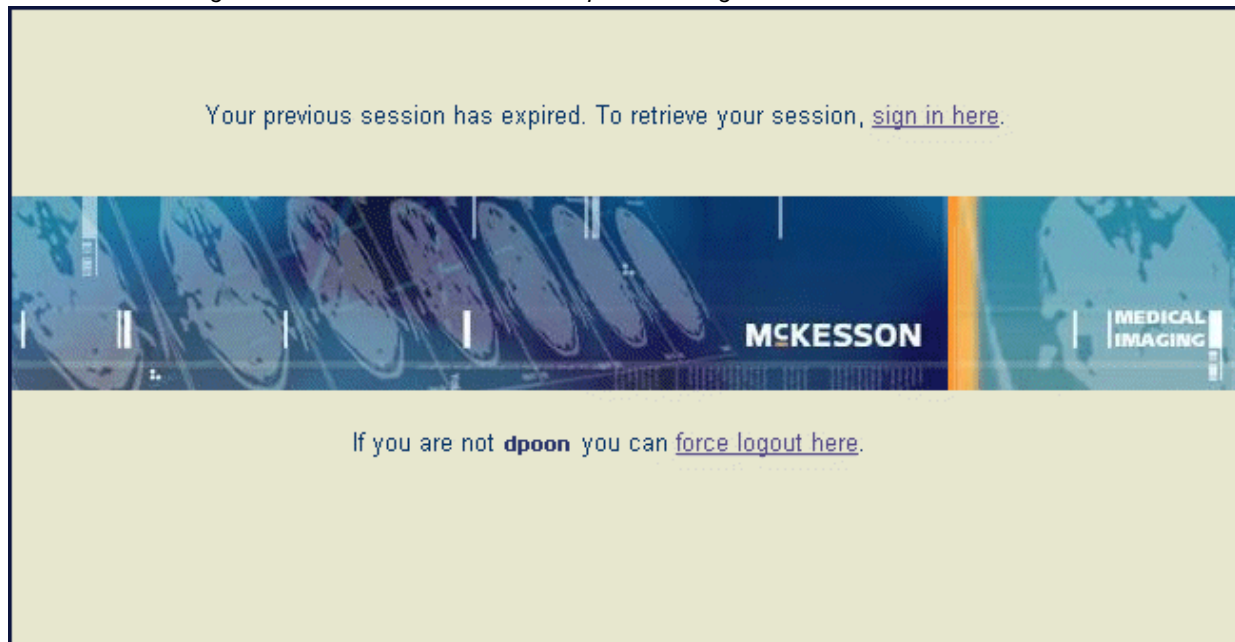 Your previous session has expired. To retrieve your session, sign in here.
McKESSON
MEDICAL
IMAGING
If you are not dpoon you can force logout here.